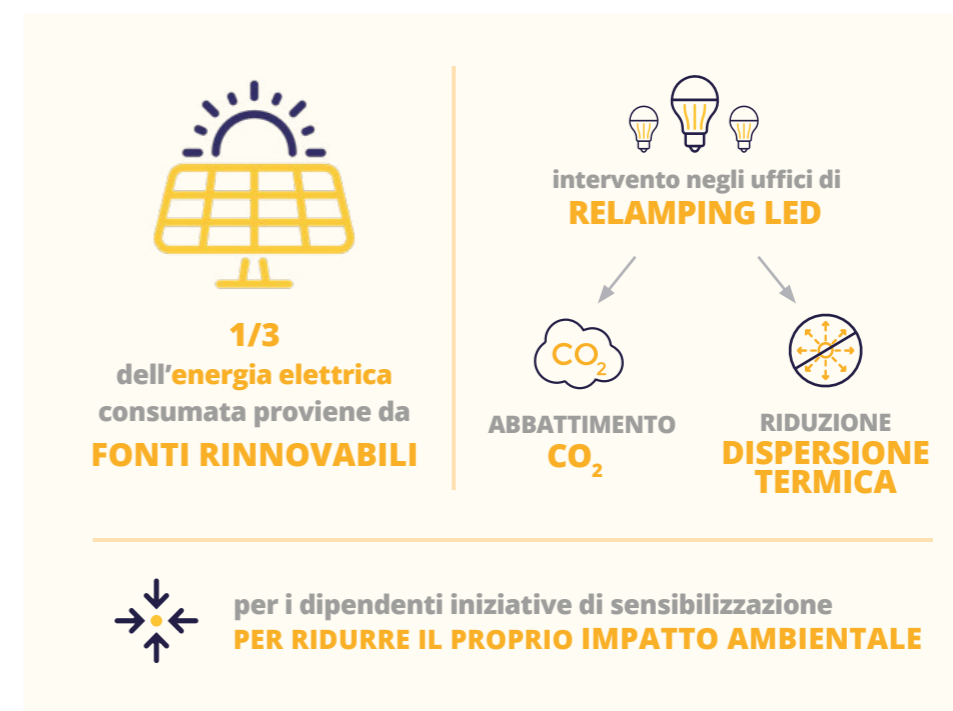 1/3
dell'energia elettrica
consumata proviene da
FONTI RINNOVABILI
intervento negli uffici di
RELAMPING LED
CO₂
ABBATTIMENTO
CO₂
RIDUZIONE
DISPERSIONE
TERMICA
per i dipendenti iniziative di sensibilizzazione
PER RIDURRE IL PROPRIO IMPATTO AMBIENTALE